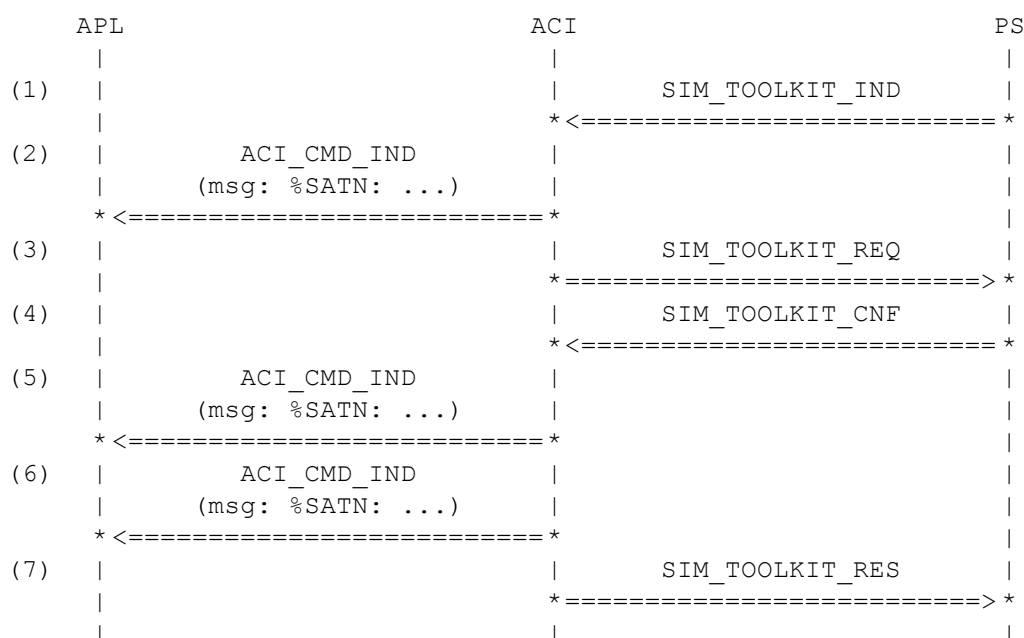 APL ACI PS
| | |
(1) | | SIM_TOOLKIT_IND |
| *<==========================*
(2) | ACI_CMD_IND | |
| (msg: %SATN: ...) | |
*<==========================* |
(3) | | SIM_TOOLKIT_REQ |
| *==========================>*
(4) | | SIM_TOOLKIT_CNF |
| *<==========================*
(5) | ACI_CMD_IND | |
| (msg: %SATN: ...) | |
*<==========================* |
(6) | ACI_CMD_IND | |
| (msg: %SATN: ...) | |
*<==========================* |
(7) | | SIM_TOOLKIT_RES |
| *==========================>*
| | |